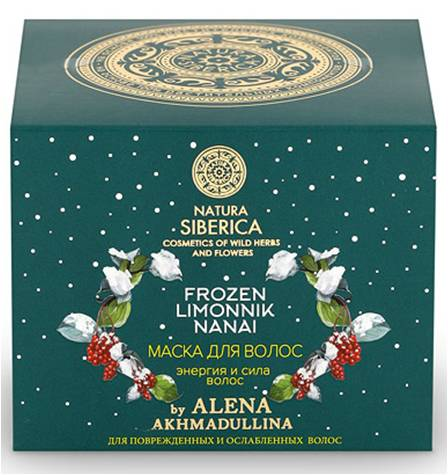 NATURA
SIBERICA
COSMETICS OF WILD HERBS
AND FLOWERS
FROZEN
LIMONNIK
NANAI
МАСКА ДЛЯ ВОЛОС
энергия и сила
волос
by ALENA
AKHMADULLINA
ДЛЯ ПОВРЕЖДЕННЫХ И ОСЛАБЛЕННЫХ ВОЛОС